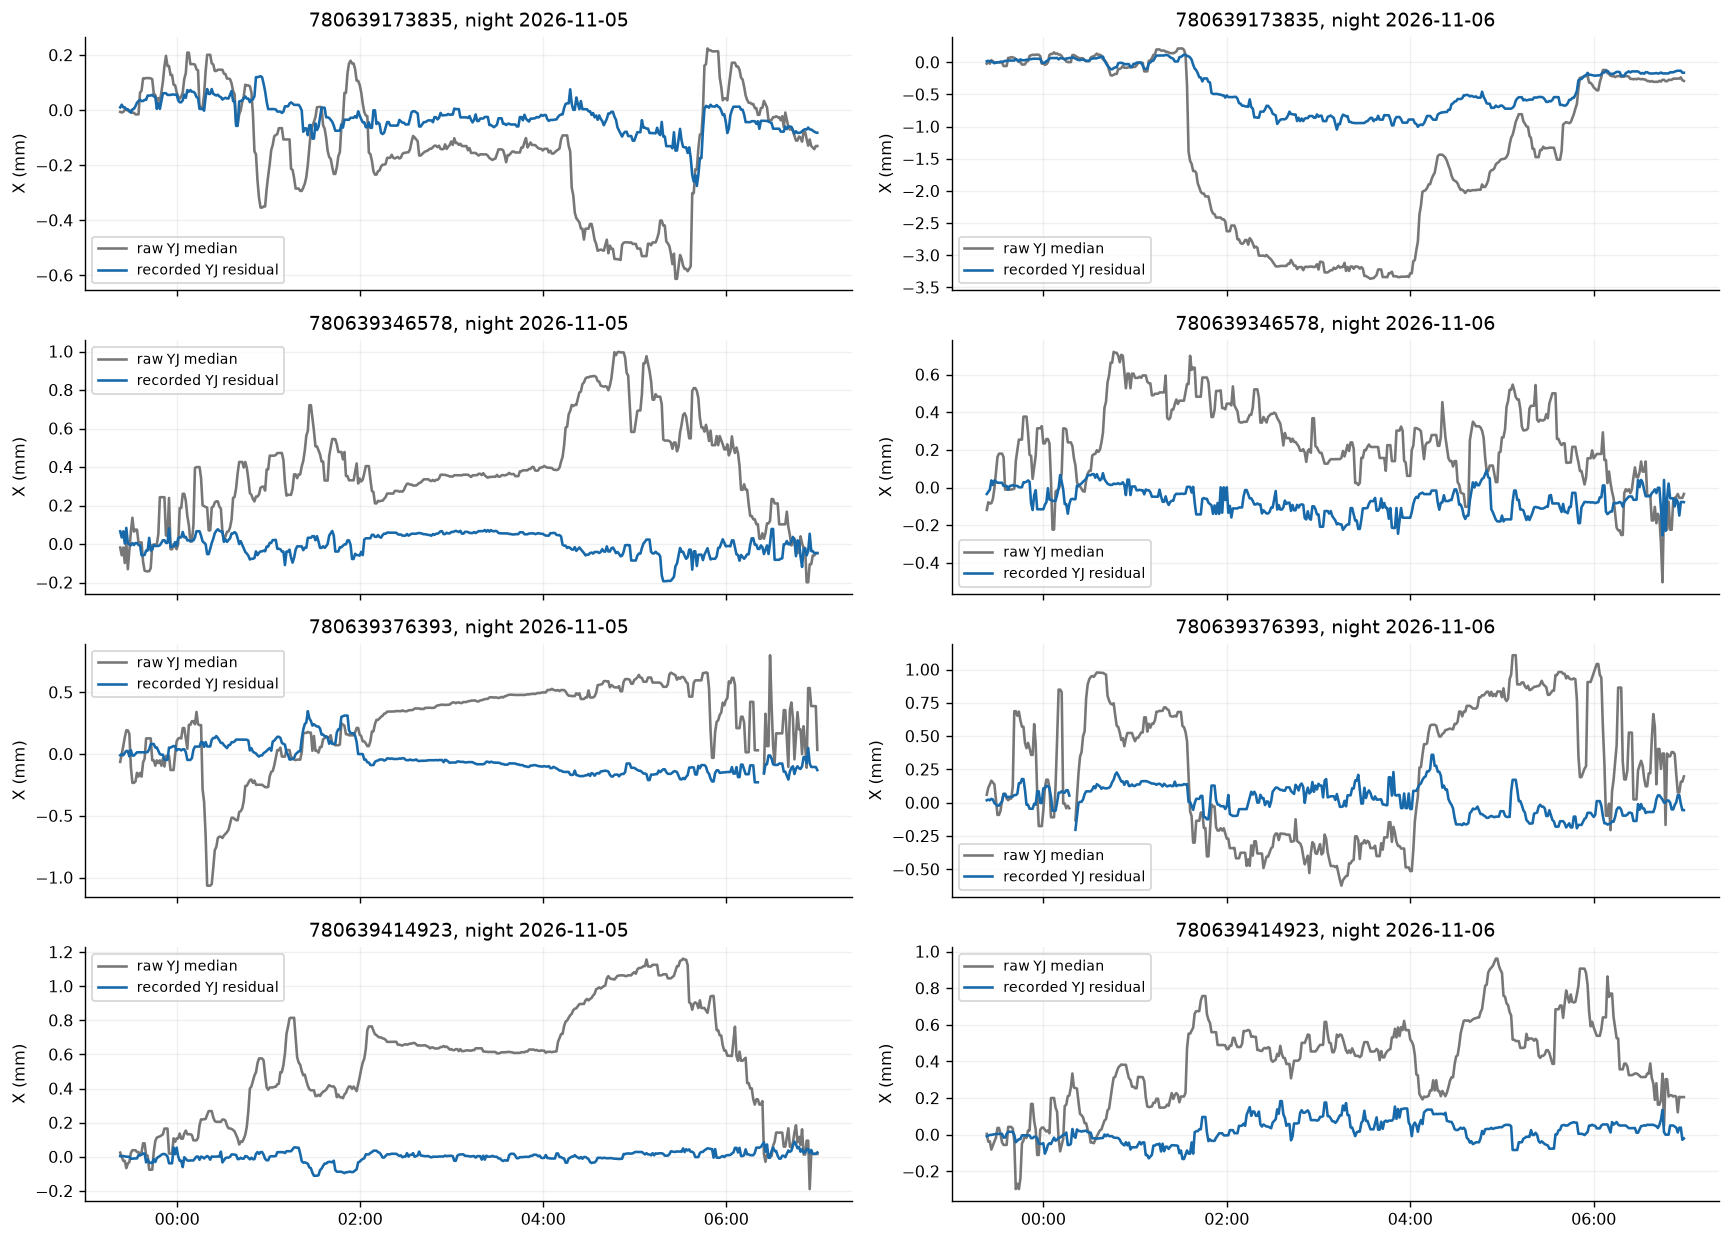 780639173835, night 2026-11-05
0.2
0.0
−0.2
−0.4
−0.6
X (mm)
raw YJ median
recorded YJ residual
780639173835, night 2026-11-06
0.0
−0.5
−1.0
−1.5
−2.0
−2.5
−3.0
−3.5
X (mm)
raw YJ median
recorded YJ residual
780639346578, night 2026-11-05
1.0
0.8
0.6
0.4
0.2
0.0
−0.2
X (mm)
raw YJ median
recorded YJ residual
780639346578, night 2026-11-06
0.6
0.4
0.2
0.0
−0.2
−0.4
X (mm)
raw YJ median
recorded YJ residual
780639376393, night 2026-11-05
0.5
0.0
−0.5
−1.0
X (mm)
raw YJ median
recorded YJ residual
780639376393, night 2026-11-06
1.00
0.75
0.50
0.25
0.00
−0.25
−0.50
X (mm)
raw YJ median
recorded YJ residual
780639414923, night 2026-11-05
1.2
1.0
0.8
0.6
0.4
0.2
0.0
−0.2
X (mm)
raw YJ median
recorded YJ residual
00:00 02:00 04:00 06:00
780639414923, night 2026-11-06
1.0
0.8
0.6
0.4
0.2
0.0
−0.2
X (mm)
raw YJ median
recorded YJ residual
00:00 02:00 04:00 06:00